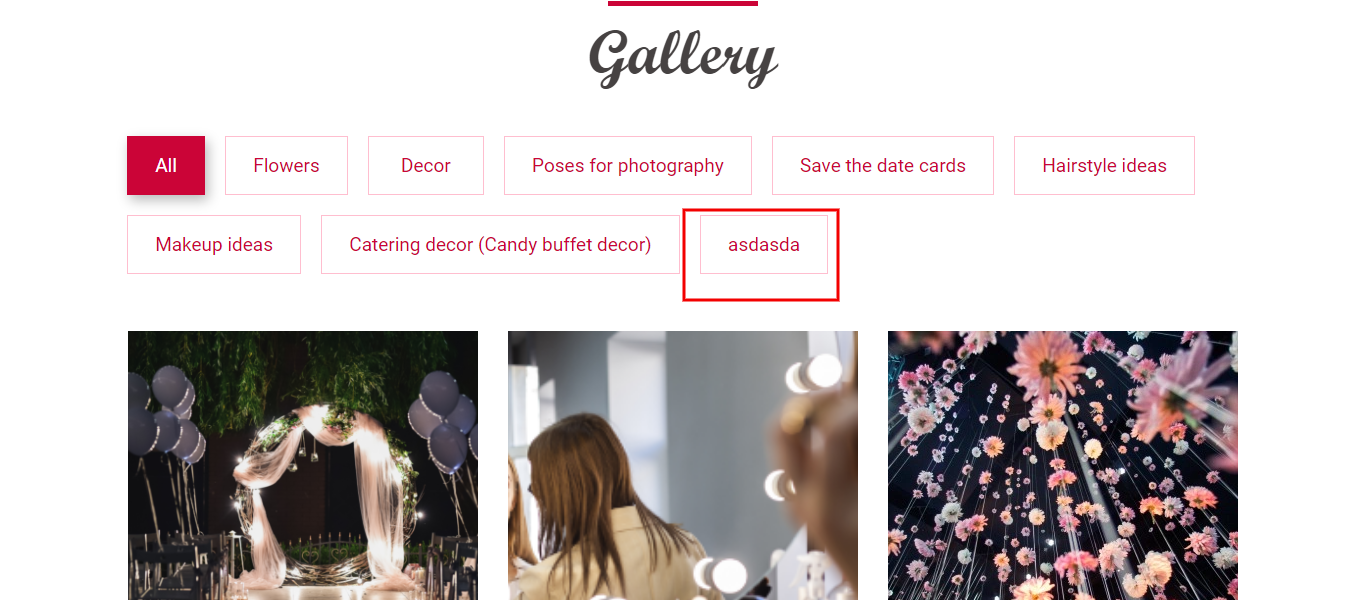 Gallery
All Flowers Decor Poses for photography Save the date cards Hairstyle ideas
Makeup ideas Catering decor (Candy buffet decor) asdasda